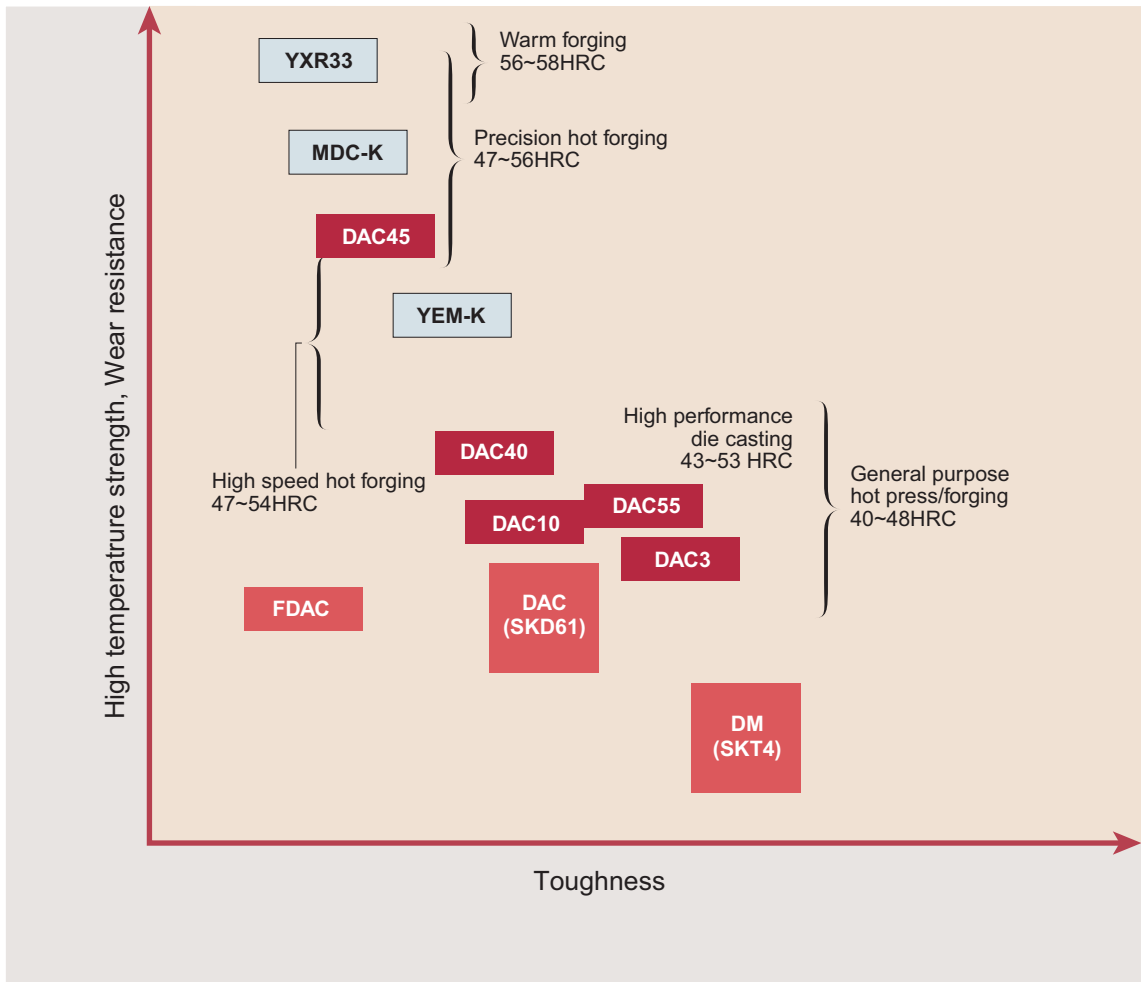 YXR33
Warm forging
56~58HRC
MDC-K
Precision hot forging
47~56HRC
DAC45
YEM-K
High temperatrure strength, Wear resistance
High speed hot forging
47~54HRC
DAC40
High performance
die casting
43~53 HRC
General purpose
hot press/forging
40~48HRC
DAC10
DAC55
DAC3
FDAC
DAC
(SKD61)
DM
(SKT4)
Toughness